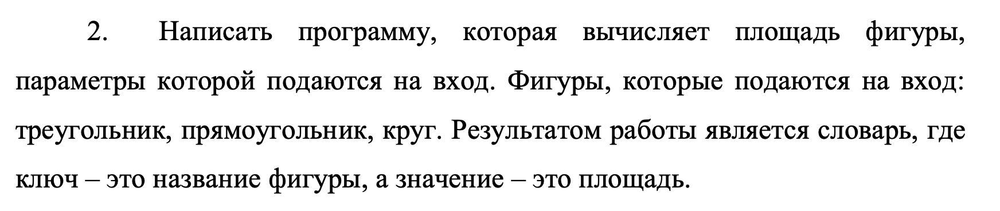 2. Написать программу, которая вычисляет площадь фигуры,
параметры которой подаются на вход. Фигуры, которые подаются на вход:
треугольник, прямоугольник, круг. Результатом работы является словарь, где
ключ – это название фигуры, а значение – это площадь.